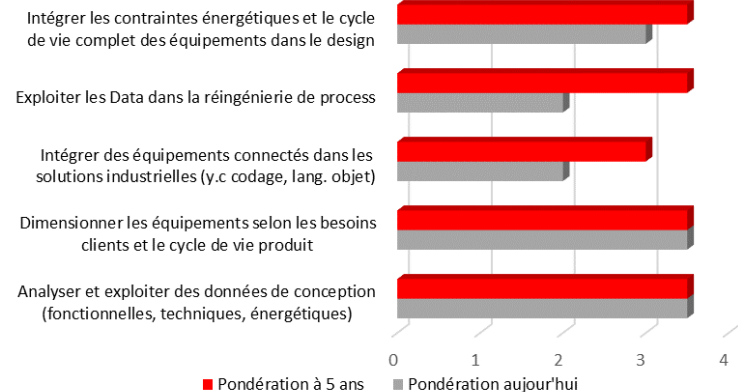 Intégrer les contraintes énergétiques et le cycle
de vie complet des équipements dans le design
Exploiter les Data dans la réingénierie de process
Intégrer des équipements connectés dans les
solutions industrielles (y.c codage, lang. objet)
Dimensionner les équipements selon les besoins
clients et le cycle de vie produit
Analyser et exploiter des données de conception
(fonctionnelles, techniques, énergétiques)
0 1 2 3 4
Pondération à 5 ans Pondération aujourd'hui